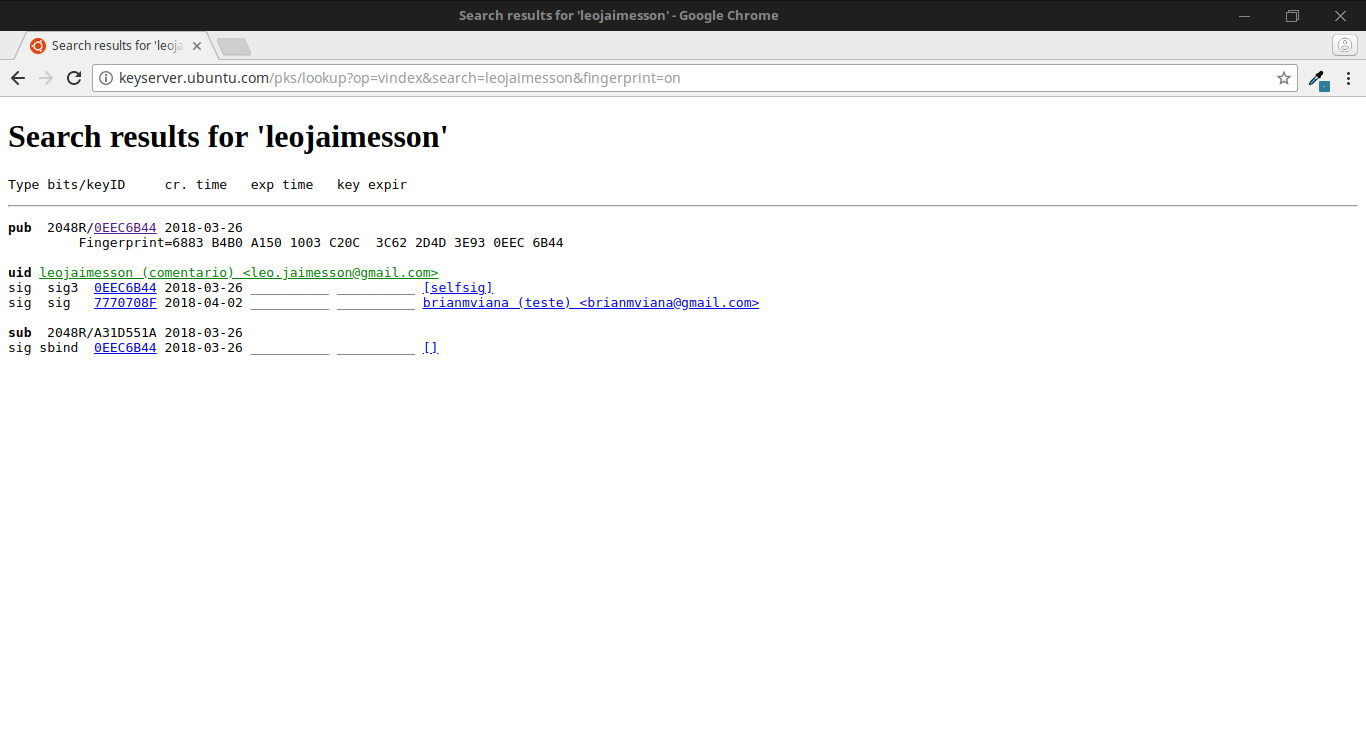 Search results for 'leojaimesson' - Google Chrome
Search results for 'leoja
keyserver.ubuntu.com/pks/lookup?op=vindex&search=leojaimesson&fingerprint=on
Search results for 'leojaimesson'
Type bits/keyID     cr. time   exp time   key expir
pub  2048R/0EEC6B44 2018-03-26
Fingerprint=6883 B4B0 A150 1003 C20C  3C62 2D4D 3E93 0EEC 6B44
uid leojaimesson (comentario) <leo.jaimesson@gmail.com>
sig  sig3  0EEC6B44 2018-03-26 __________ __________ [selfsig]
sig  sig   7770708F 2018-04-02 __________ __________ brianmviana (teste) <brianmviana@gmail.com>
sub  2048R/A31D551A 2018-03-26
sig sbind  0EEC6B44 2018-03-26 __________ __________ []